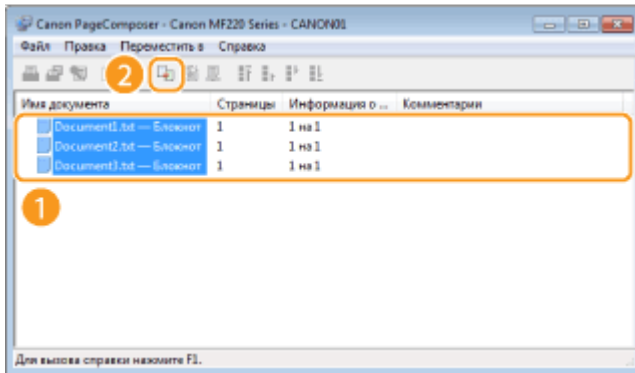 Canon PageComposer - Canon MF220 Series - CANON01
Файл Правка Переместить в Справка
2
Имя документа Страницы Информация о ... Комментарии
Document1.txt — Блокнот 1 1 на 1
Document2.txt — Блокнот 1 1 на 1
Document3.txt — Блокнот 1 1 на 1
1
Для вызова справки нажмите F1.